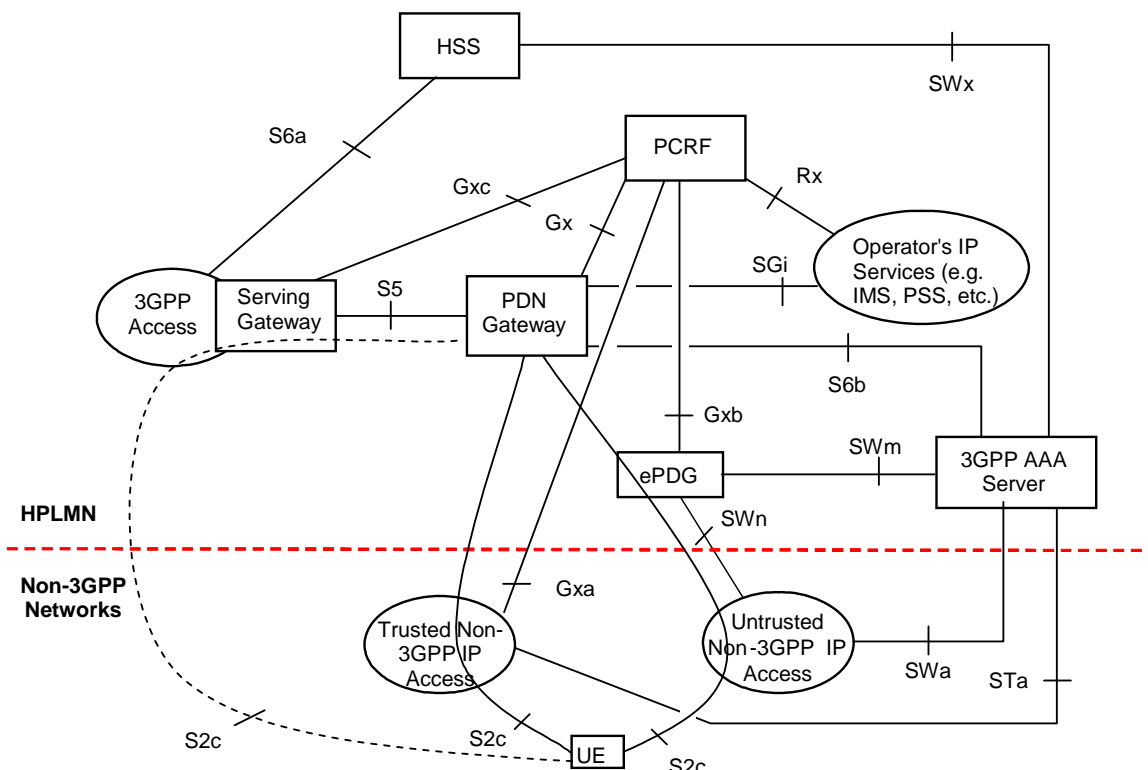 HSS
SWx
S6a
PCRF
Rx
Gxc
Gx
Operator's IP
Services (e.g.
IMS, PSS, etc.)
SGi
3GPP
Access
Serving
Gateway
S5
PDN
Gateway
S6b
Gxb
SWm
3GPP AAA
Server
ePDG
HPLMN
SWn
Non-3GPP
Networks
Gxa
Trusted Non-
3GPP IP
Access
Untrusted
Non-3GPP IP
Access
SWa
STa
S2c
S2c
UE
S2c